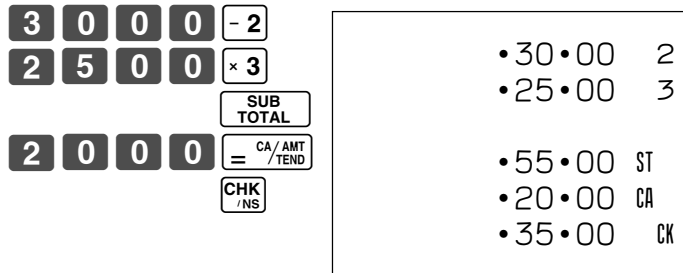 3 0 0 0 - 2
2 5 0 0 × 3
SUB
TOTAL
2 0 0 0 = CA/AMT
/TEND
CHK
/NS
•30•00 2
•25•00 3
•55•00 ST
•20•00 CA
•35•00 CK